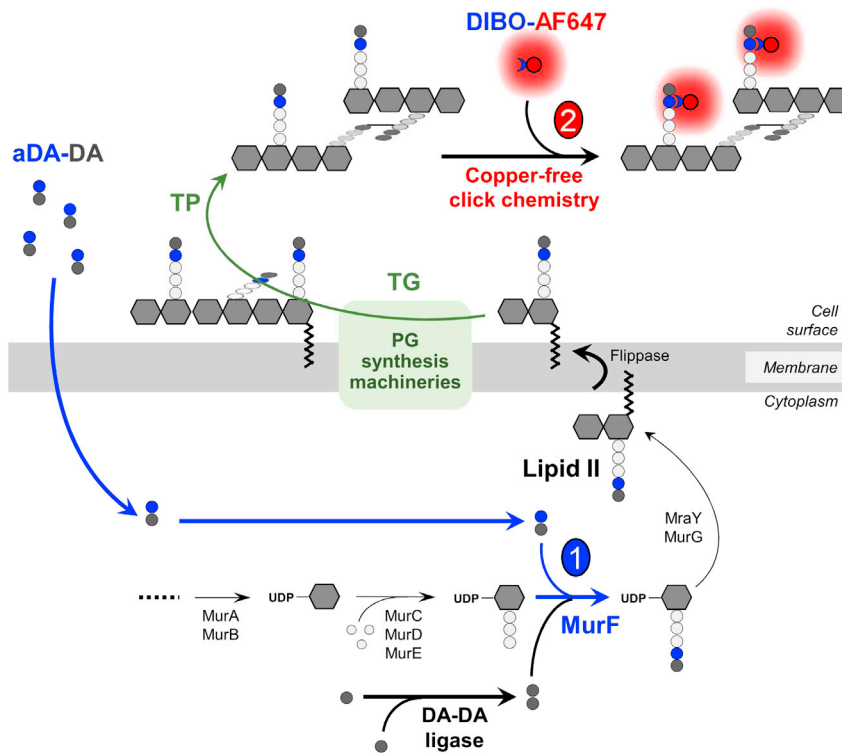 DIBO-AF647
2
Copper-free
click chemistry
aDA-DA
TP
TG
PG
synthesis
machineries
Cell
surface
Flippase
Membrane
Cytoplasm
Lipid II
MraY
MurG
1
UDP
UDP
UDP
MurA
MurB
MurC
MurD
MurE
MurF
DA-DA
ligase